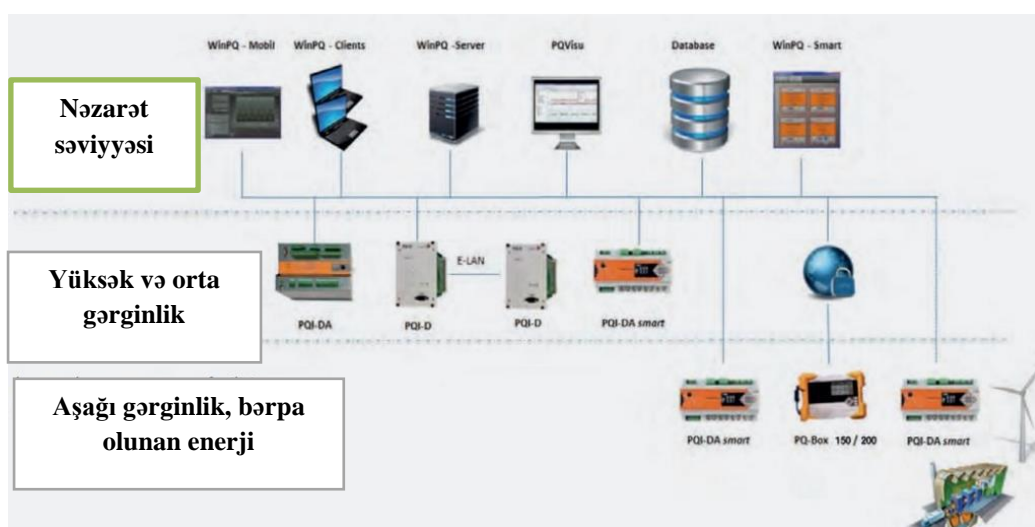 WinPQ - Mobil WinPQ - Clients WinPQ -Server PQVisu Database WinPQ - Smart
Nəzarət
səviyyəsi
E-LAN
Yüksək və orta
gərginlik
PQI-DA PQI-D PQI-D PQI-DA smart
Aşağı gərginlik, bərpa
olunan enerji
PQI-DA smart PQ-Box 150 / 200 PQI-DA smart